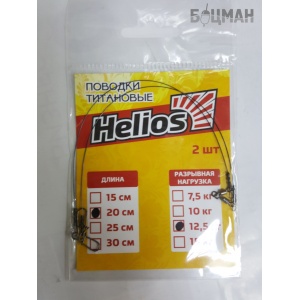 БОЦМАН
ПОВОДКИ
ТИТАНОВЫЕ
Helios
2 шт
ДЛИНА
15 см
20 см
25 см
30 см
РАЗРЫВНАЯ
НАГРУЗКА
7,5 кг
10 кг
12,5